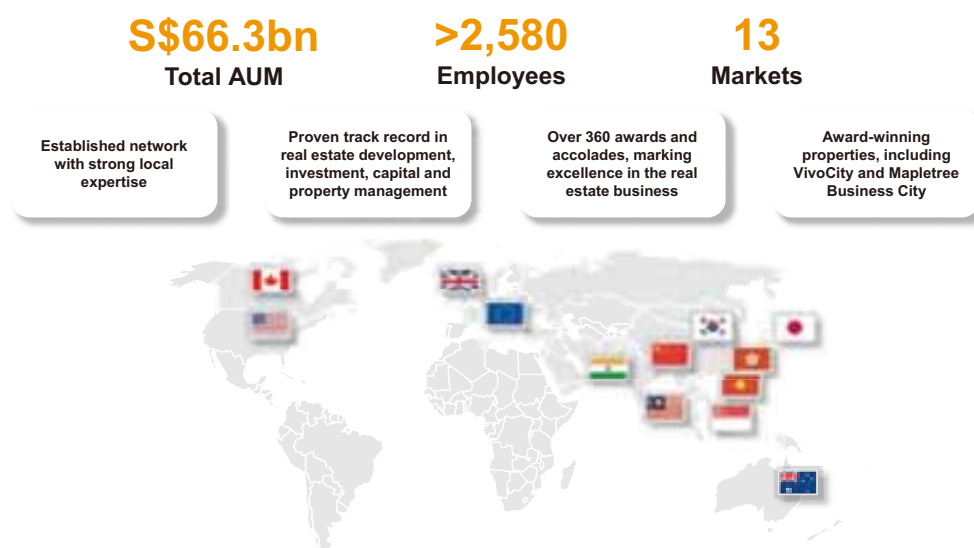 S$66.3bn
Total AUM
>2,580
Employees
13
Markets
Established network
with strong local
expertise
Proven track record in
real estate development,
investment, capital and
property management
Over 360 awards and
accolades, marking
excellence in the real
estate business
Award-winning
properties, including
VivoCity and Mapletree
Business City